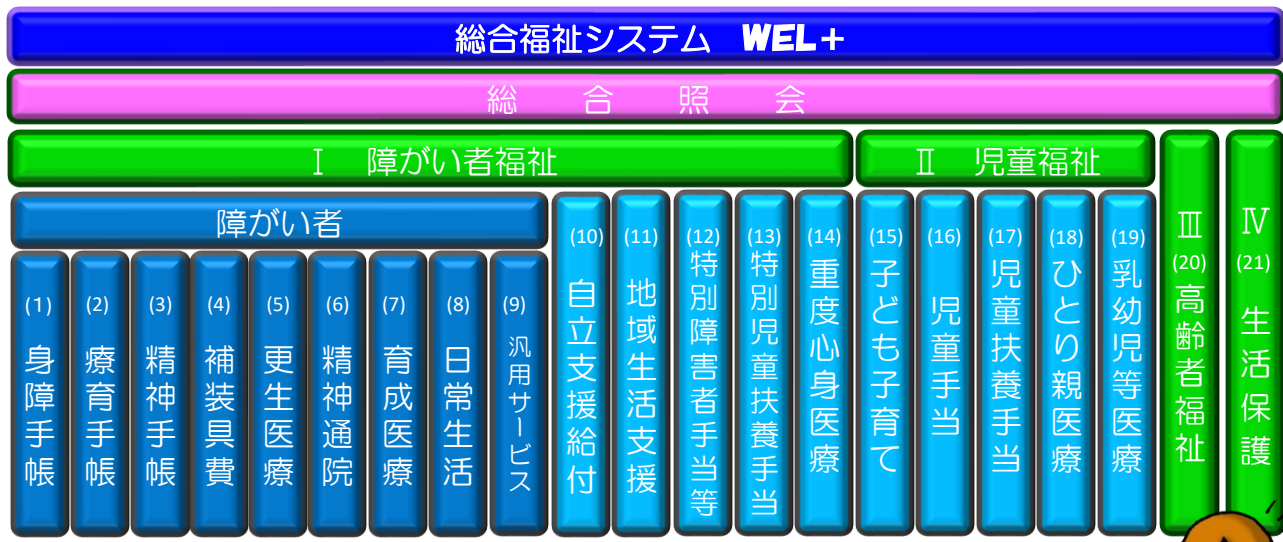 総合福祉システム WEL+
総合照会
Ⅰ 障がい者福祉
Ⅱ 児童福祉
障がい者
(1) 身障手帳
(2) 療育手帳
(3) 精神手帳
(4) 補装具費
(5) 更生医療
(6) 精神通院
(7) 育成医療
(8) 日常生活
(9) 汎用サービス
(10) 自立支援給付
(11) 地域生活支援
(12) 特別障害者手当等
(13) 特別児童扶養手当
(14) 重度心身医療
(15) 子ども子育て
(16) 児童手当
(17) 児童扶養手当
(18) ひとり親医療
(19) 乳幼児等医療
Ⅲ (20) 高齢者福祉
Ⅳ (21) 生活保護